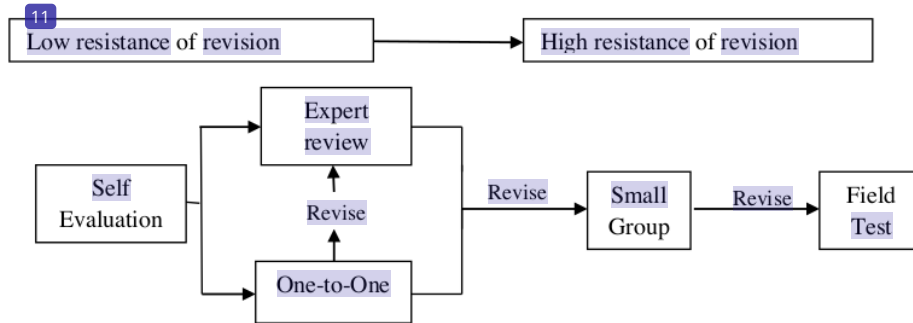 11
Low resistance of revision
High resistance of revision
Expert
review
Self
Evaluation
Revise
One-to-One
Revise
Small
Group
Revise
Field
Test